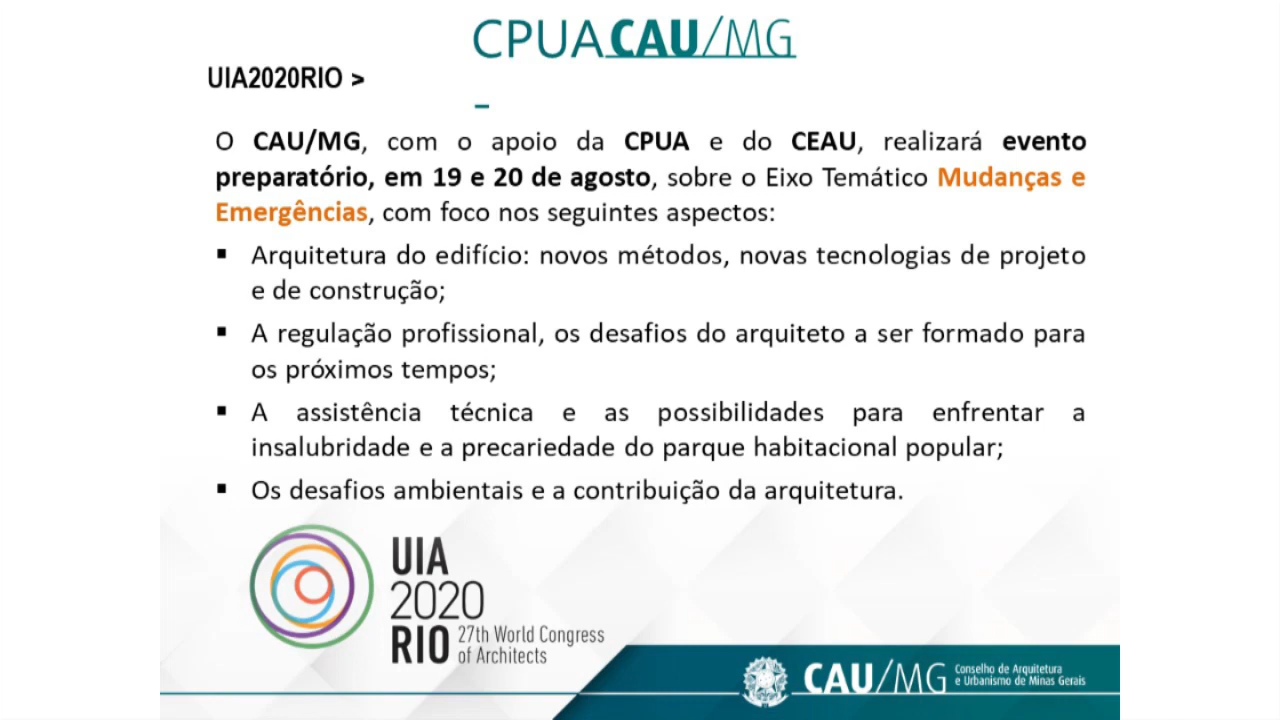 CPUA CAU/MG
UIA2020RIO >
O CAU/MG, com o apoio da CPUA e do CEAU, realizará evento
preparatório, em 19 e 20 de agosto, sobre o Eixo Temático Mudanças e
Emergências, com foco nos seguintes aspectos:
▪ Arquitetura do edifício: novos métodos, novas tecnologias de projeto
e de construção;
▪ A regulação profissional, os desafios do arquiteto a ser formado para
os próximos tempos;
▪ A assistência técnica e as possibilidades para enfrentar a
insalubridade e a precariedade do parque habitacional popular;
▪ Os desafios ambientais e a contribuição da arquitetura.
UIA
2020
RIO 27th World Congress
of Architects
CAU/MG Conselho de Arquitetura
e Urbanismo de Minas Gerais